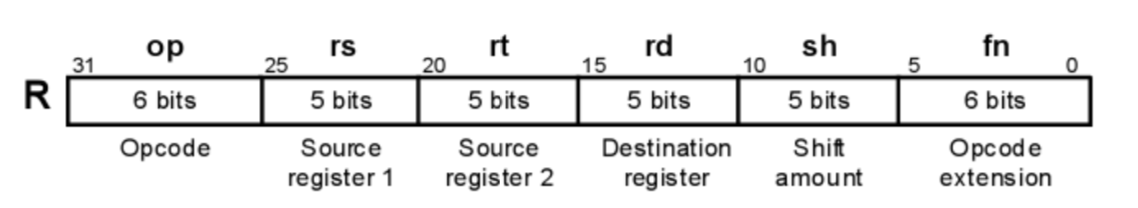 op rs rt rd sh fn
31 25 20 15 10 5 0
R 6 bits 5 bits 5 bits 5 bits 5 bits 6 bits
Opcode Source Source Destination Shift Opcode
register 1 register 2 register amount extension